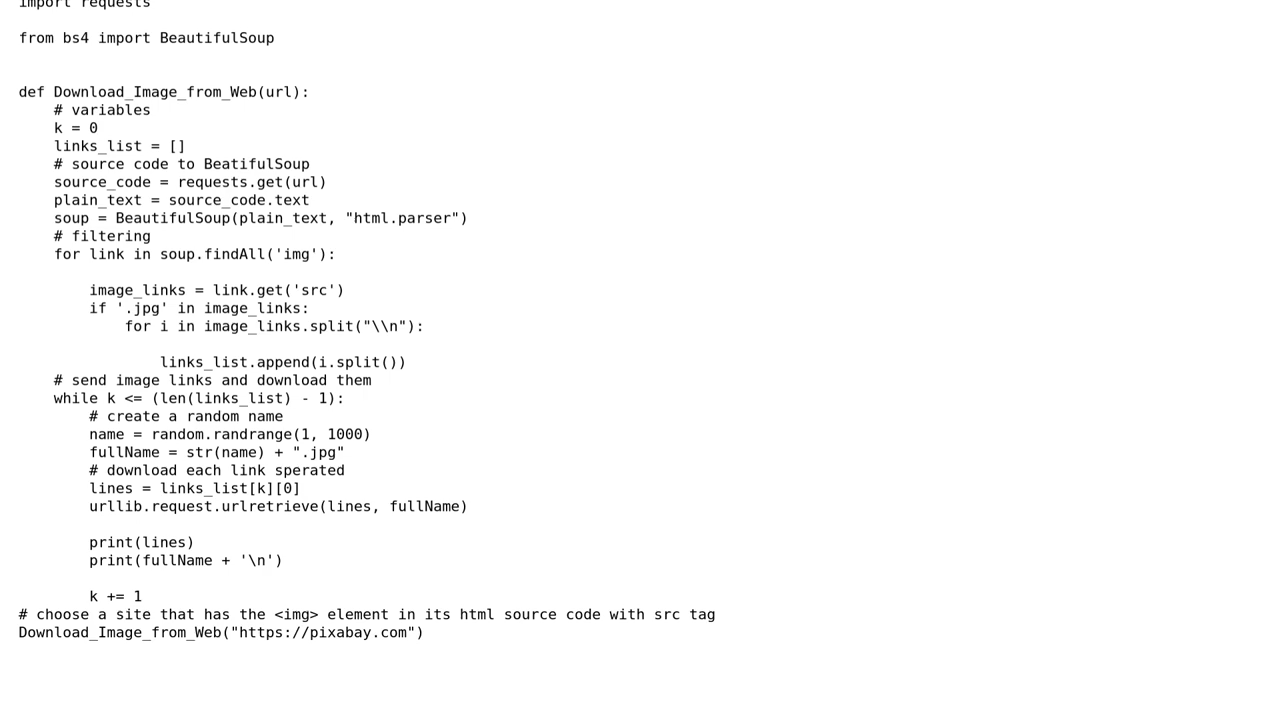 import requests
from bs4 import BeautifulSoup
def Download_Image_from_Web(url):
    # variables
    k = 0
    links_list = []
    # source code to BeatifulSoup
    source_code = requests.get(url)
    plain_text = source_code.text
    soup = BeautifulSoup(plain_text, "html.parser")
    # filtering
    for link in soup.findAll('img'):
        image_links = link.get('src')
        if '.jpg' in image_links:
            for i in image_links.split("\\n"):
                links_list.append(i.split())
    # send image links and download them
    while k <= (len(links_list) - 1):
        # create a random name
        name = random.randrange(1, 1000)
        fullName = str(name) + ".jpg"
        # download each link sperated
        lines = links_list[k][0]
        urllib.request.urlretrieve(lines, fullName)
        print(lines)
        print(fullName + '\n')
        k += 1
# choose a site that has the <img> element in its html source code with src tag
Download_Image_from_Web("https://pixabay.com")